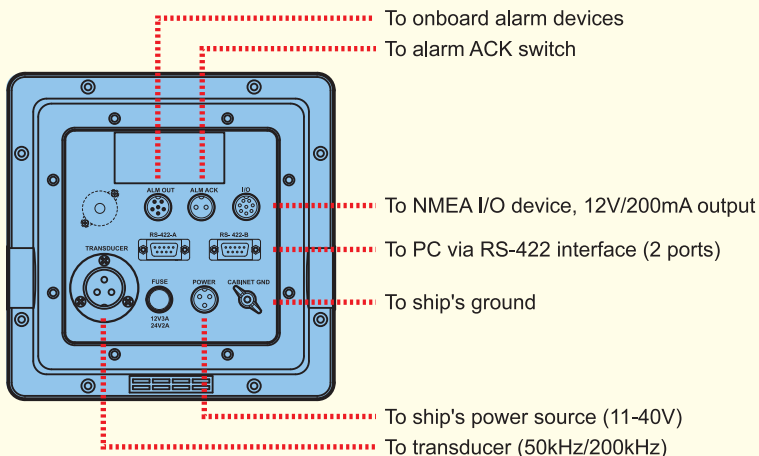 To onboard alarm devices
To alarm ACK switch
ALM OUT ALM ACK I/O
To NMEA I/O device, 12V/200mA output
RS-422-A RS- 422-B
To PC via RS-422 interface (2 ports)
TRANSDUCER
FUSE POWER CABINET GND
To ship's ground
12V3A
24V2A
To ship's power source (11-40V)
To transducer (50kHz/200kHz)